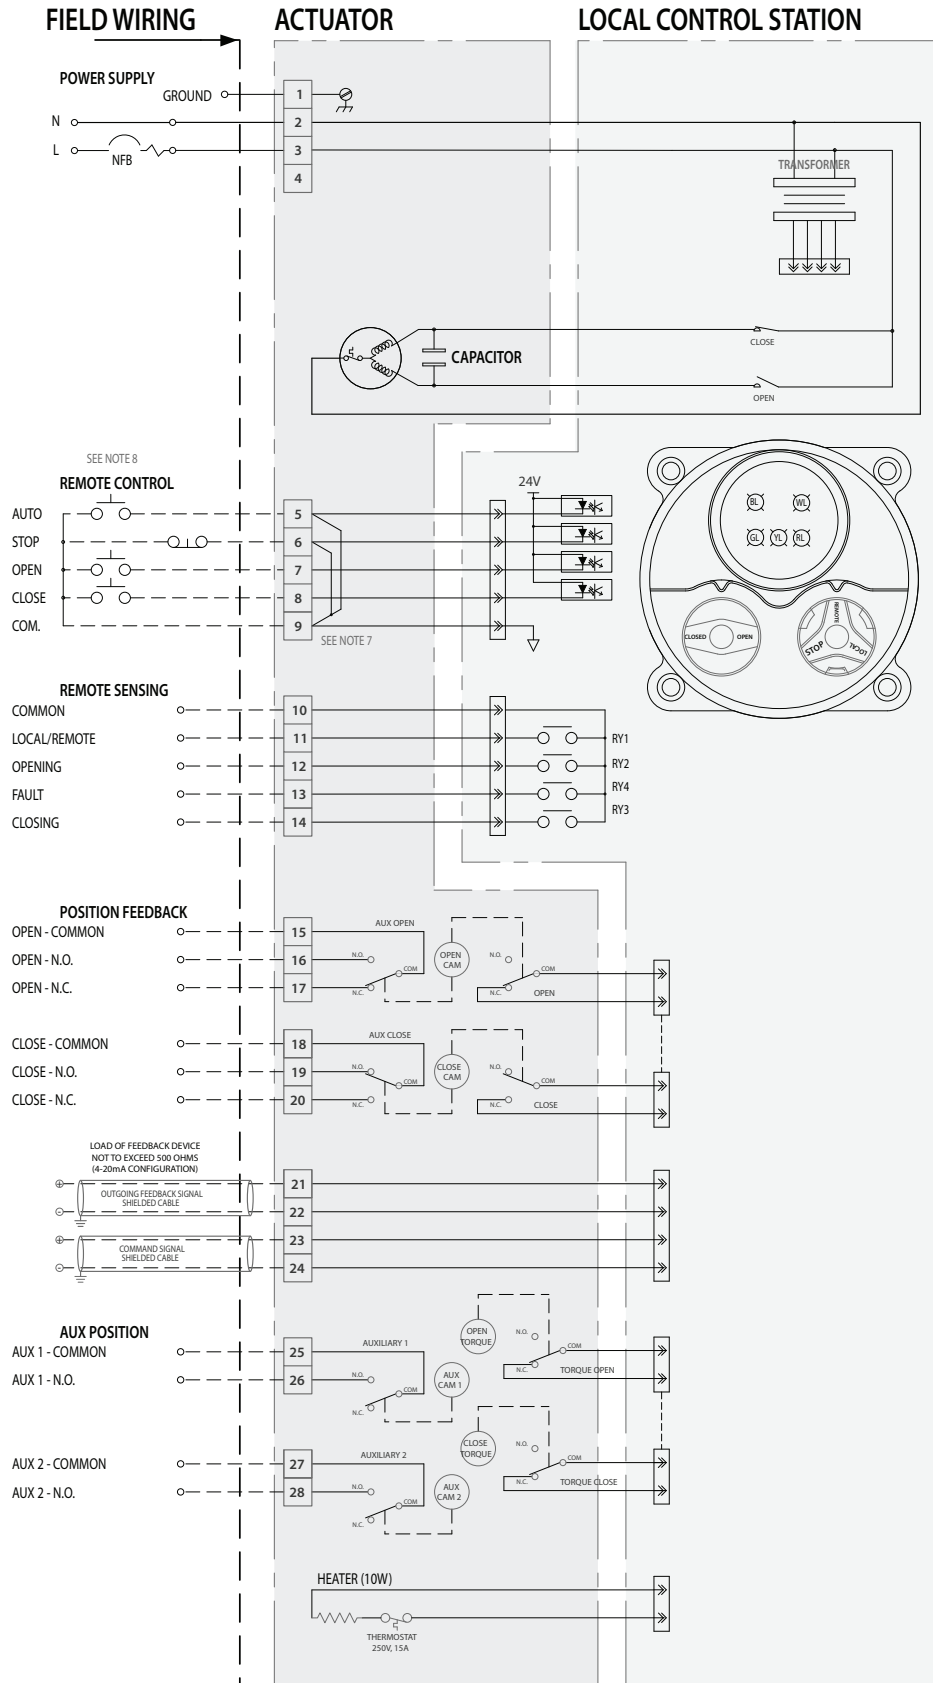 FIELD WIRING
ACTUATOR
LOCAL CONTROL STATION
POWER SUPPLY
GROUND
1
N
2
L
NFB
3
4
TRANSFORMER
CLOSE
CAPACITOR
OPEN
SEE NOTE 8
REMOTE CONTROL
24V
AUTO
5
STOP
6
OPEN
7
CLOSE
8
COM.
9
SEE NOTE 7
BL
WL
GL
YL
RL
CLOSED
OPEN
REMOTE
STOP
LOCAL
REMOTE SENSING
COMMON
10
LOCAL/REMOTE
11
RY1
OPENING
12
RY2
FAULT
13
RY4
CLOSING
14
RY3
POSITION FEEDBACK
OPEN - COMMON
15
AUX OPEN
OPEN - N.O.
16
N.O.
COM
OPEN
CAM
N.O.
COM
OPEN - N.C.
17
N.C.
N.C.
OPEN
CLOSE - COMMON
18
AUX CLOSE
CLOSE - N.O.
19
N.O.
COM
CLOSE
CAM
N.O.
COM
CLOSE - N.C.
20
N.C.
N.C.
CLOSE
LOAD OF FEEDBACK DEVICE
NOT TO EXCEED 500 OHMS
(4-20mA CONFIGURATION)
OUTGOING FEEDBACK SIGNAL
SHIELDED CABLE
+
-
21
22
COMMAND SIGNAL
SHIELDED CABLE
+
-
23
24
AUX POSITION
OPEN
TORQUE
N.O.
COM
N.C.
TORQUE OPEN
AUX 1 - COMMON
25
AUXILIARY 1
AUX 1 - N.O.
26
N.O.
COM
N.C.
AUX
CAM 1
CLOSE
TORQUE
N.O.
COM
N.C.
TORQUE CLOSE
AUX 2 - COMMON
27
AUXILIARY 2
AUX 2 - N.O.
28
N.O.
COM
N.C.
AUX
CAM 2
HEATER (10W)
THERMOSTAT
250V, 15A